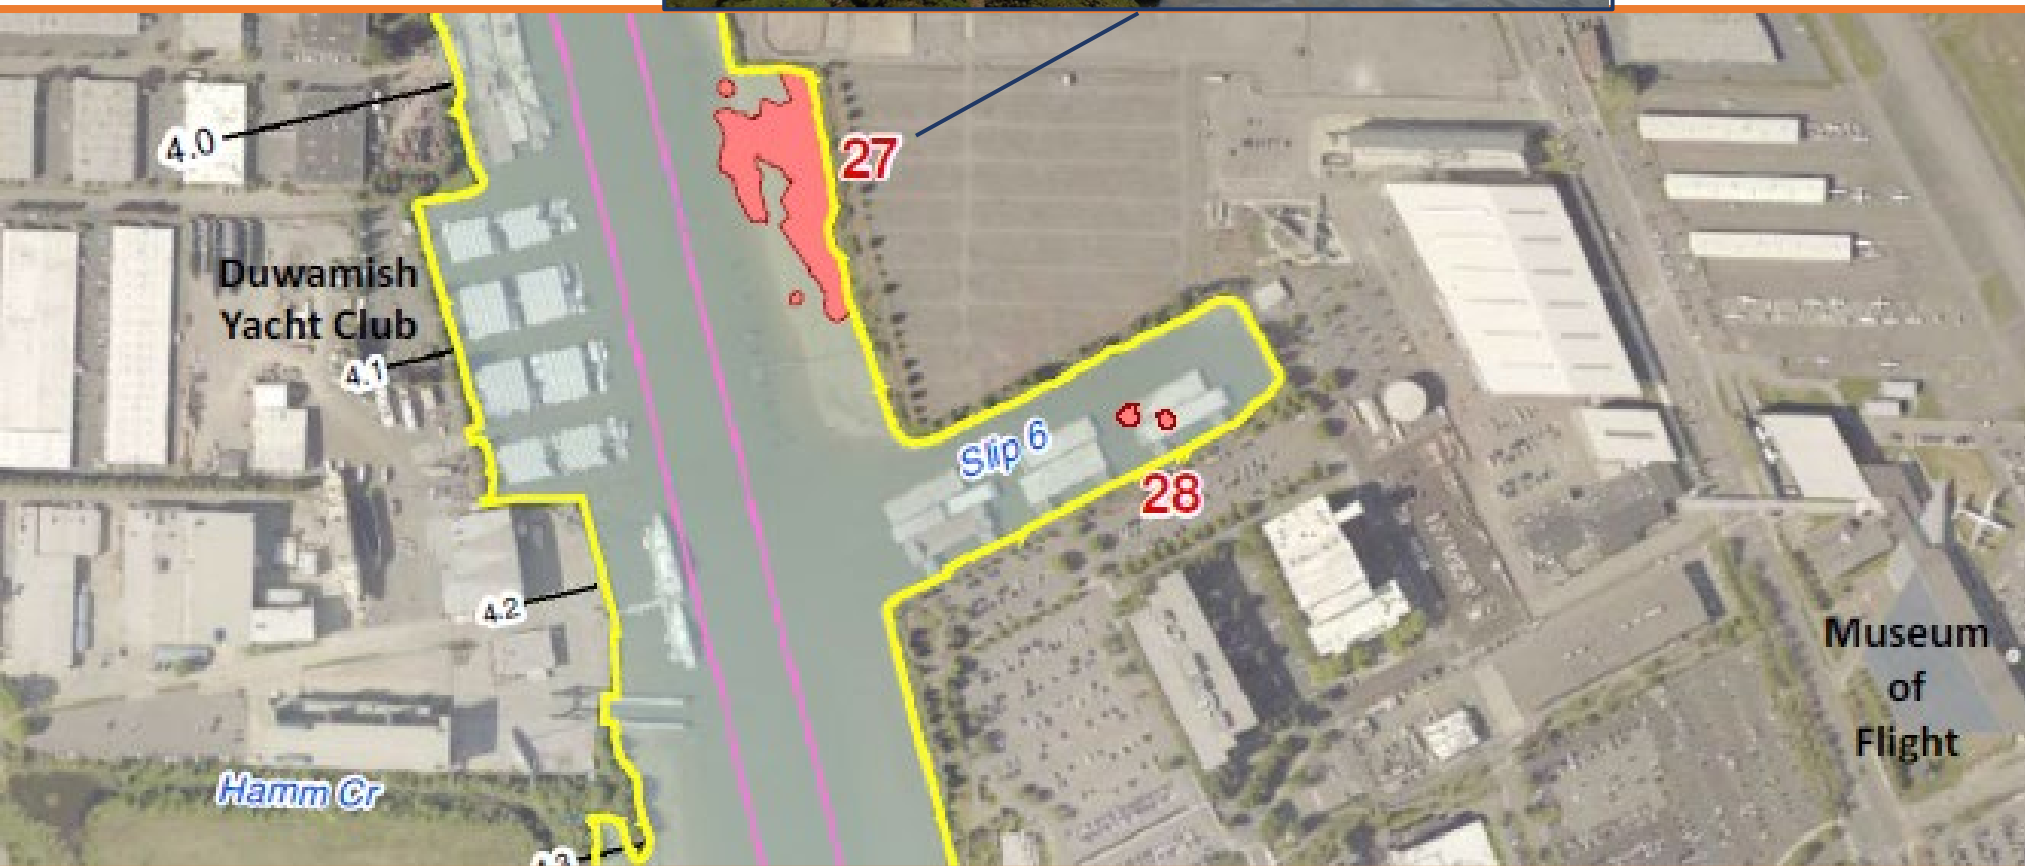 4.0
27
Duwamish
Yacht Club
4.1
Slip 6
28
4.2
Museum
of
Flight
Hamm Cr